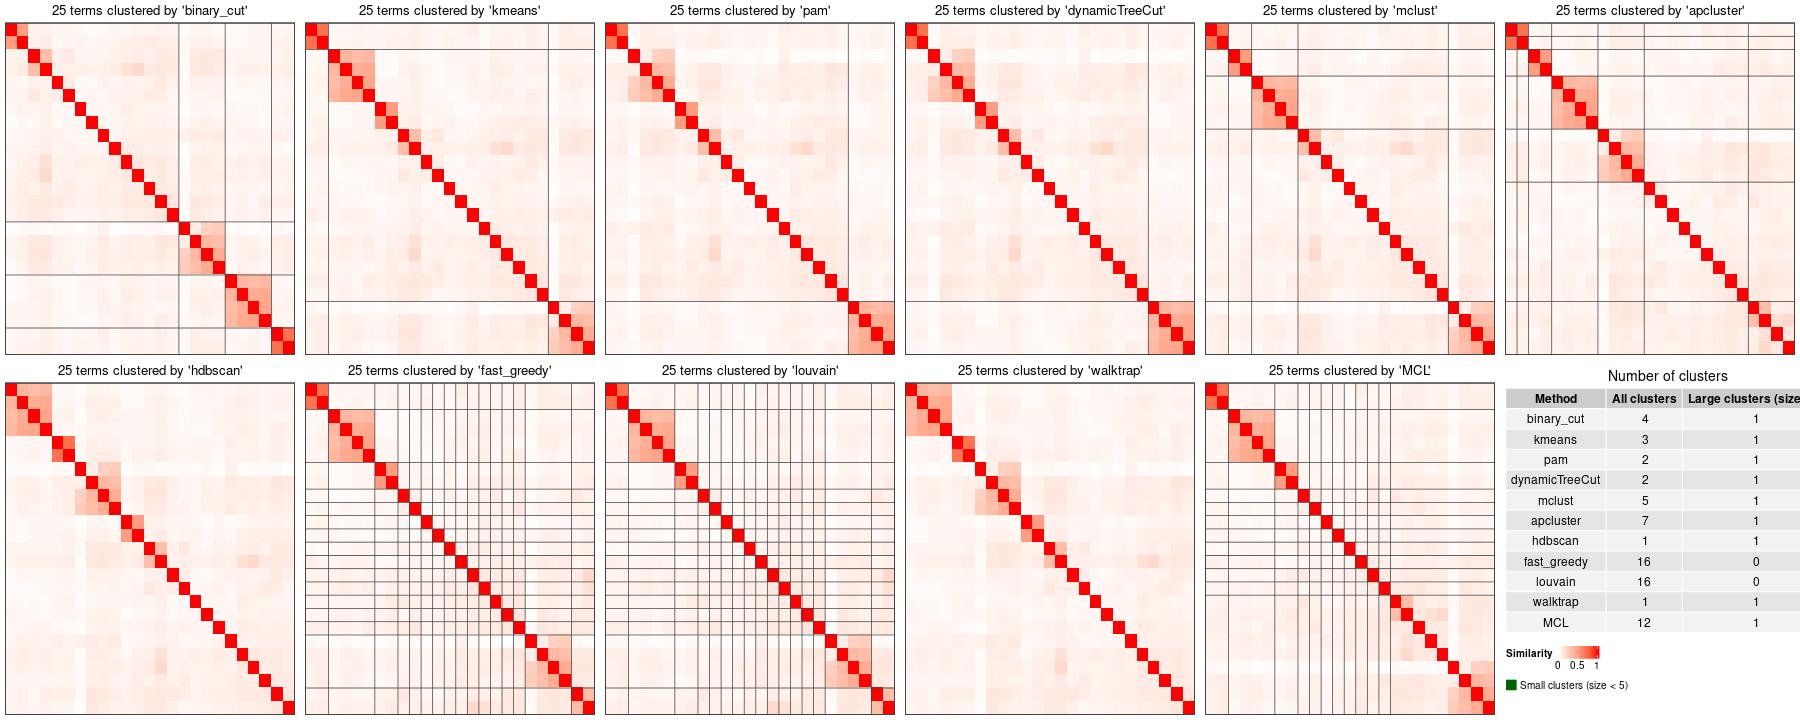 25 terms clustered by 'binary_cut'
25 terms clustered by 'kmeans'
25 terms clustered by 'pam'
25 terms clustered by 'dynamicTreeCut'
25 terms clustered by 'mclust'
25 terms clustered by 'apcluster'
25 terms clustered by 'hdbscan'
25 terms clustered by 'fast_greedy'
25 terms clustered by 'louvain'
25 terms clustered by 'walktrap'
25 terms clustered by 'MCL'
Number of clusters
Method All clusters Large clusters (size
binary_cut 4 1
kmeans 3 1
pam 2 1
dynamicTreeCut 2 1
mclust 5 1
apcluster 7 1
hdbscan 1 1
fast_greedy 16 0
louvain 16 0
walktrap 1 1
MCL 12 1
Similarity
0 0.5 1
Small clusters (size < 5)